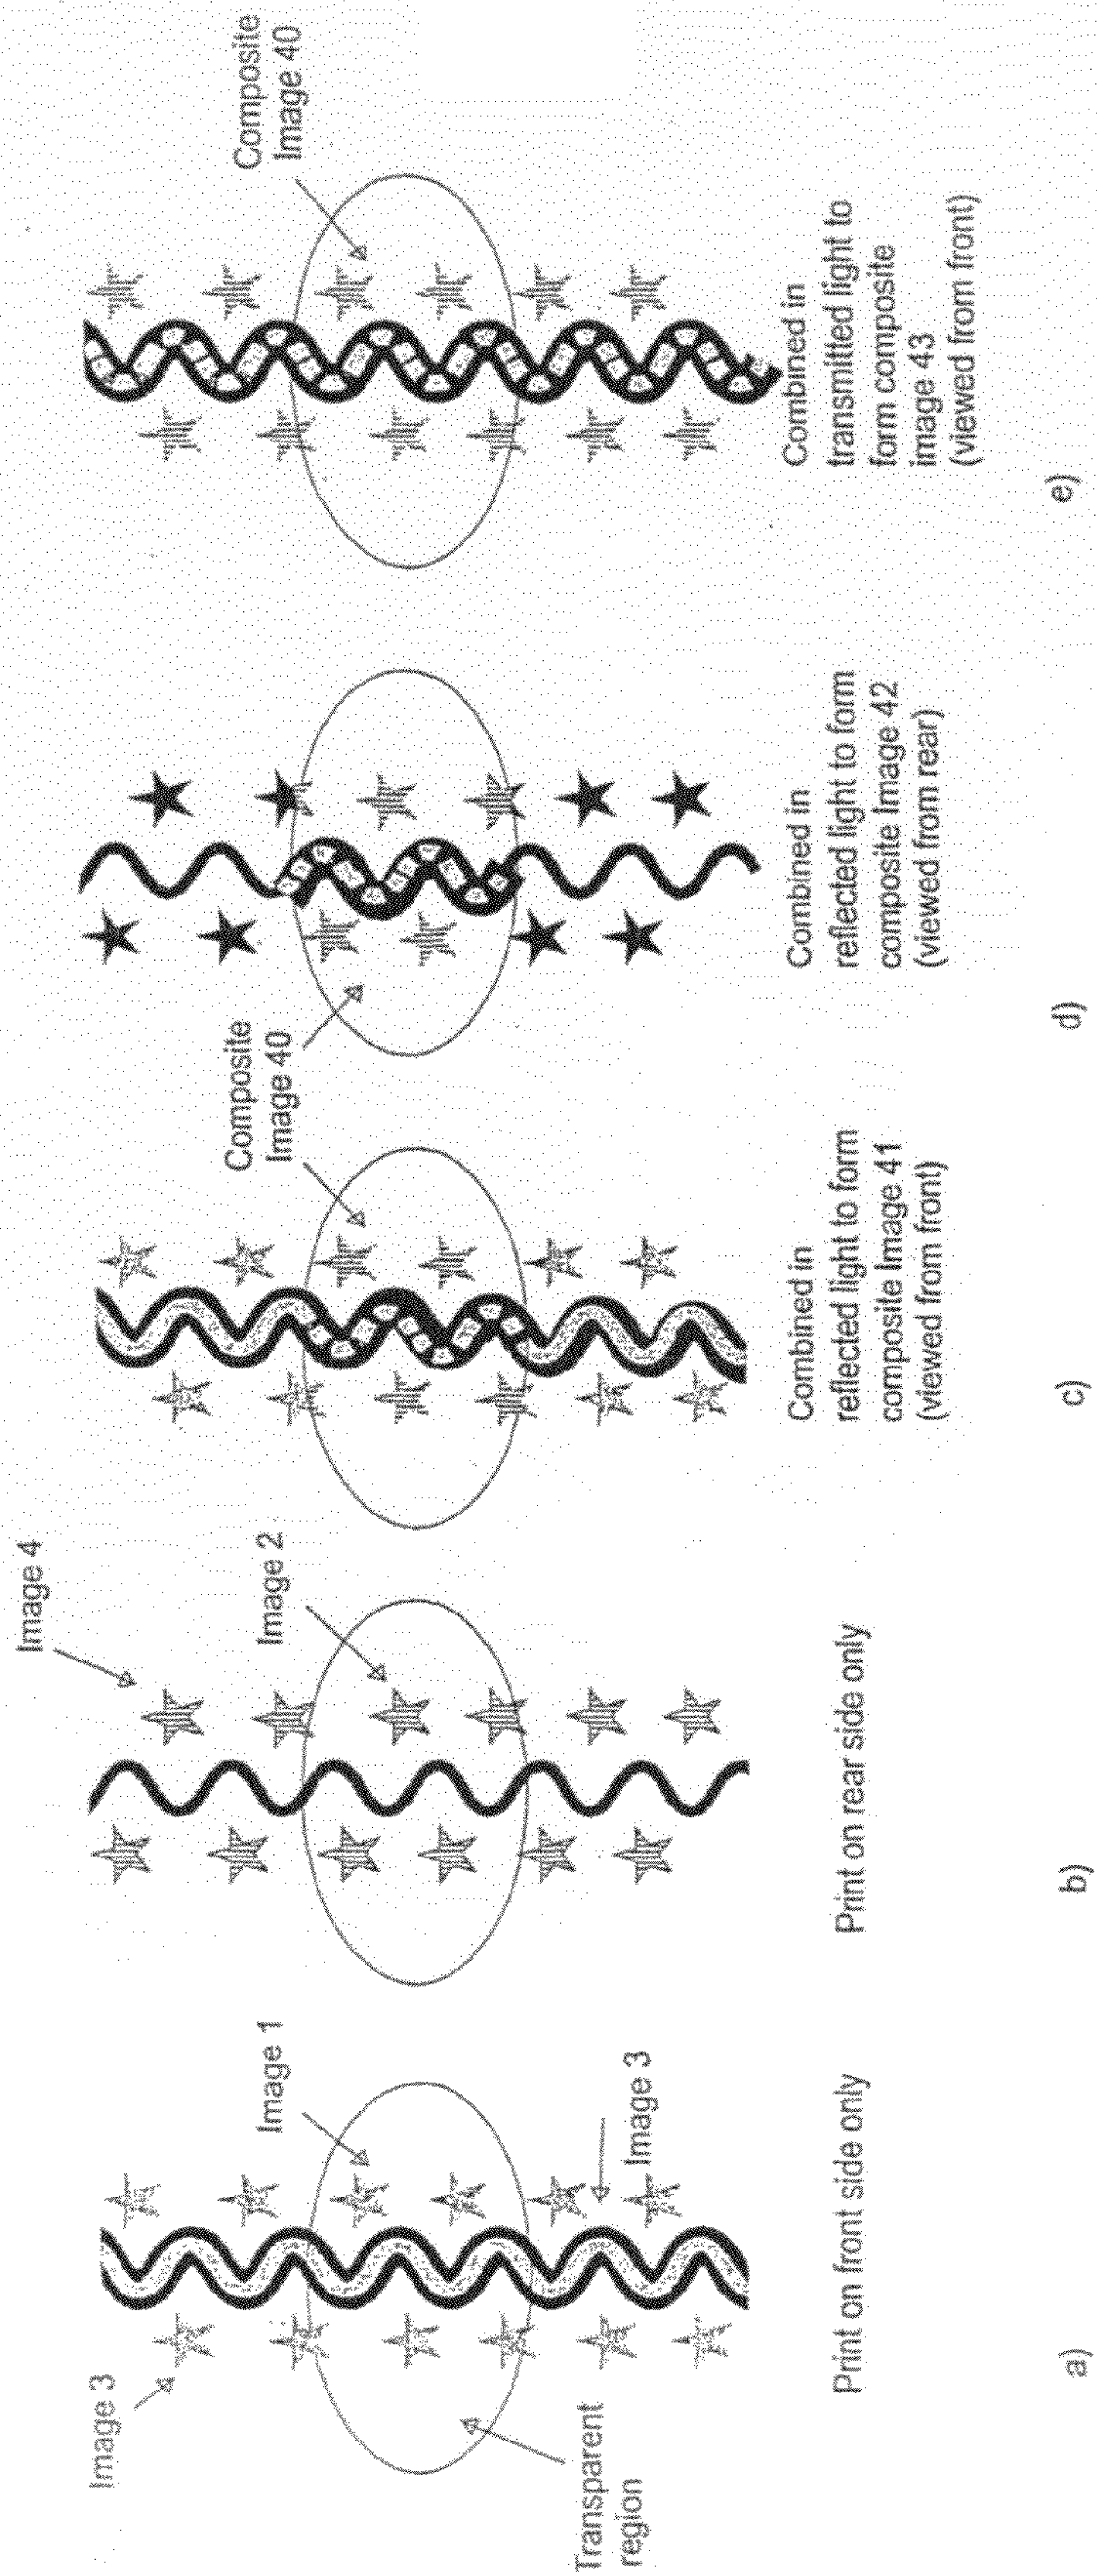 Image 3
Transparent
region
Image 1
Image 3
Print on front side only
a)
Image 4
Image 2
Print on rear side only
b)
Composite
Image 40
Combined in
reflected light to form
composite Image 41
(viewed from front)
c)
Combined in
reflected light to form
composite Image 42
(viewed from rear)
d)
Composite
Image 40
Combined in
transmitted light to
form composite
image 43
(viewed from front)
e)